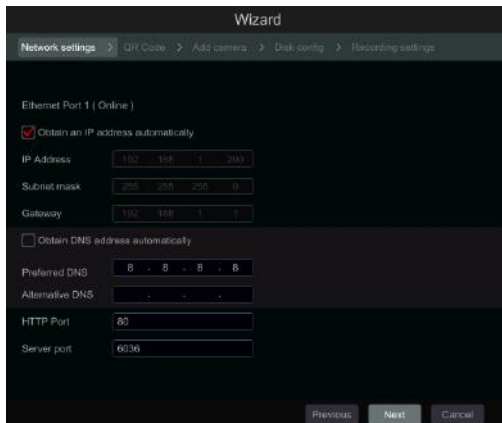 Wizard
Network settings > QR Code > Add camera > Disk config > Recording settings
Ethernet Port 1 ( Online )
Obtain an IP address automatically
IP Address 192 . 168 . 1 . 200
Subnet mask 255 . 255 . 255 . 0
Gateway 192 . 168 . 1 . 1
Obtain DNS address automatically
Preferred DNS 8 . 8 . 8 . 8
Alternative DNS . . .
HTTP Port 80
Server port 6036
Previous Next Cancel